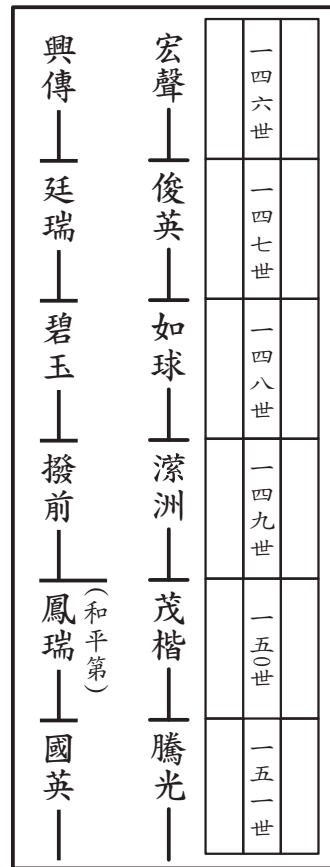 一四六世
一四七世
一四八世
一四九世
一五〇世
一五一世
宏聲
俊英
如球
潆洲
茂楷
騰光
興傳
廷瑞
碧玉
撥前
鳳瑞
(和平第)
國英